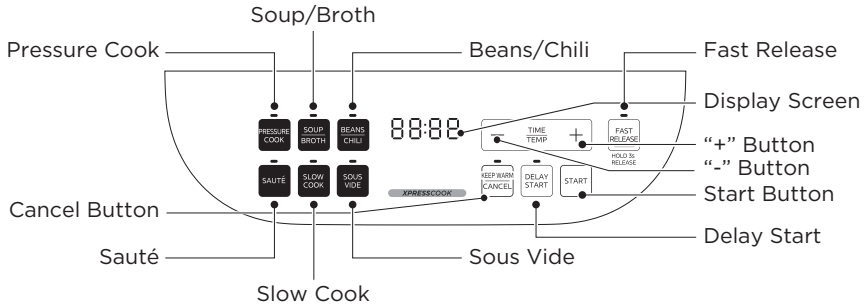 Soup/Broth
Pressure Cook
Beans/Chili
Fast Release
Display Screen
"+" Button
"-" Button
Start Button
Delay Start
Cancel Button
Sauté
Sous Vide
Slow Cook
PRESSURE
COOK
SOUP
BROTH
BEANS
CHILI
88:88
–
TIME
TEMP
+
FAST
RELEASE
HOLD 3s
RELEASE
SAUTÉ
SLOW
COOK
SOUS
VIDE
XPRESSCOOK
KEEP WARM
CANCEL
DELAY
START
START